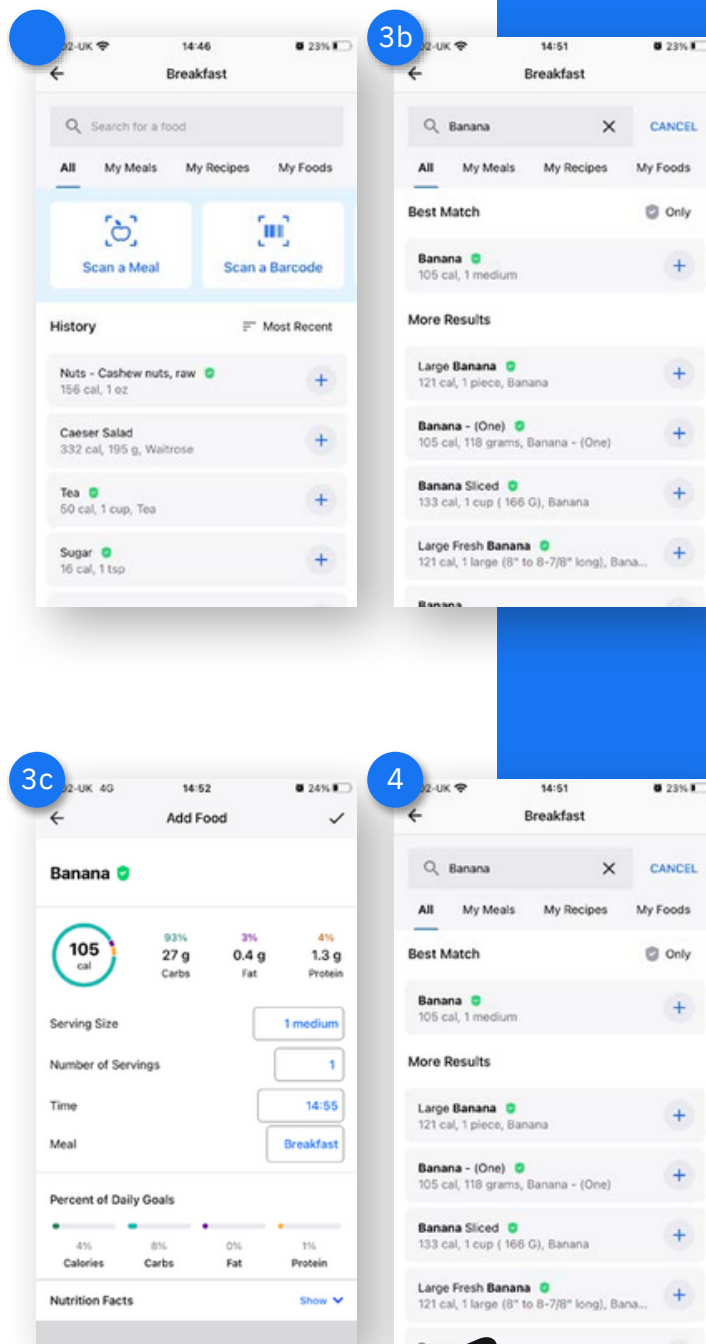 O2-UK 14:46 23%
Breakfast
Search for a food
All My Meals My Recipes My Foods
Scan a Meal Scan a Barcode
History Most Recent
Nuts - Cashew nuts, raw
156 cal, 1 oz
Caeser Salad
332 cal, 195 g, Waitrose
Tea
50 cal, 1 cup, Tea
Sugar
16 cal, 1 tsp
3b
2-UK 14:51 23%
Breakfast
Banana CANCEL
All My Meals My Recipes My Foods
Best Match Only
Banana
105 cal, 1 medium
More Results
Large Banana
121 cal, 1 piece, Banana
Banana - (One)
105 cal, 118 grams, Banana - (One)
Banana Sliced
133 cal, 1 cup ( 166 G), Banana
Large Fresh Banana
121 cal, 1 large (8" to 8-7/8" long), Bana...
Banana
3c
2-UK 4G 14:52 24%
Add Food
Banana
105 cal
93% 3% 4%
27 g 0.4 g 1.3 g
Carbs Fat Protein
Serving Size 1 medium
Number of Servings 1
Time 14:55
Meal Breakfast
Percent of Daily Goals
4% 8% 0% 1%
Calories Carbs Fat Protein
Nutrition Facts Show
4
2-UK 14:51 23%
Breakfast
Banana CANCEL
All My Meals My Recipes My Foods
Best Match Only
Banana
105 cal, 1 medium
More Results
Large Banana
121 cal, 1 piece, Banana
Banana - (One)
105 cal, 118 grams, Banana - (One)
Banana Sliced
133 cal, 1 cup ( 166 G), Banana
Large Fresh Banana
121 cal, 1 large (8" to 8-7/8" long), Bana...